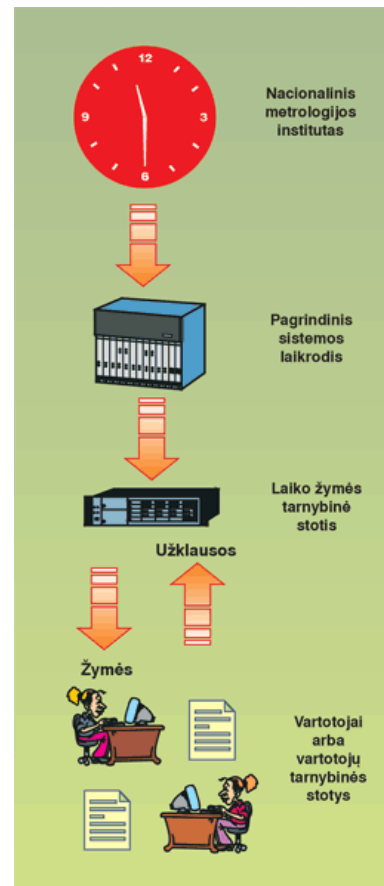 12
9
3
6
Nacionalinis
metrologijos
institutas
Pagrindinis
sistemos
laikrodis
Laiko žymės
tarnybinė
stotis
Užklausos
Žymės
Vartotojai
arba
vartotojų
tarnybinės
stotys